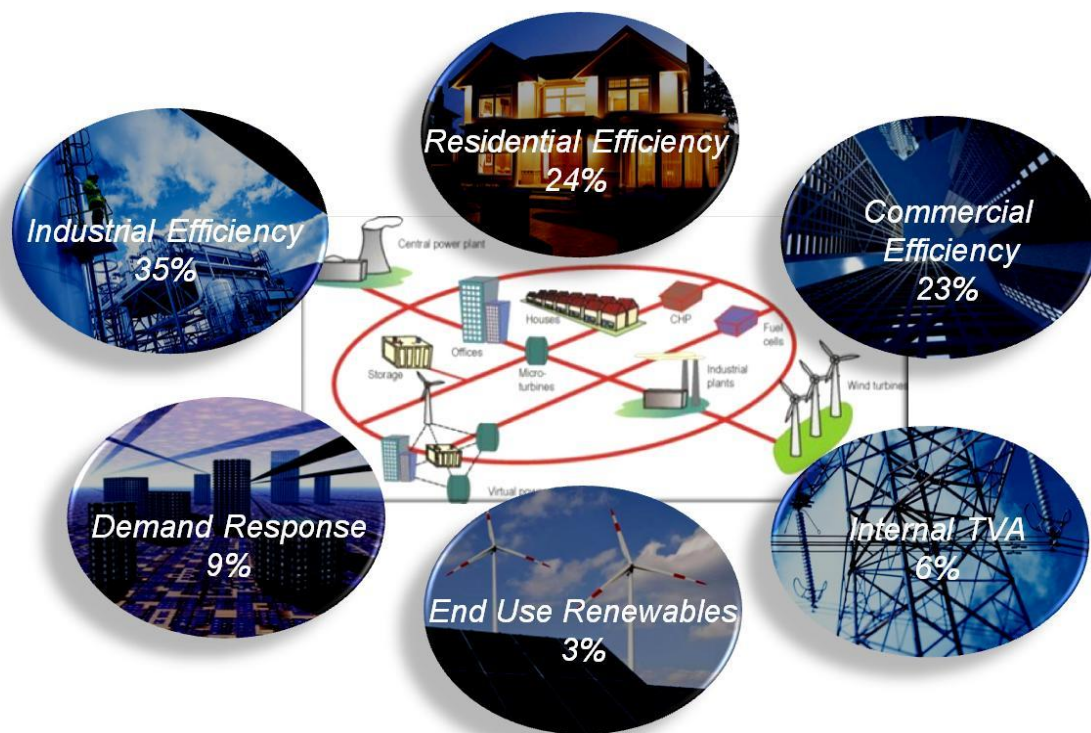 Residential Efficiency
24%
Industrial Efficiency
35%
Commercial
Efficiency
23%
Central power plant
Houses
CHP
Fuel
cells
Offices
Micro-
turbines
Storage
Industrial
plants
Wind turbines
Virtual
Demand Response
9%
End Use Renewables
3%
Internal TVA
6%